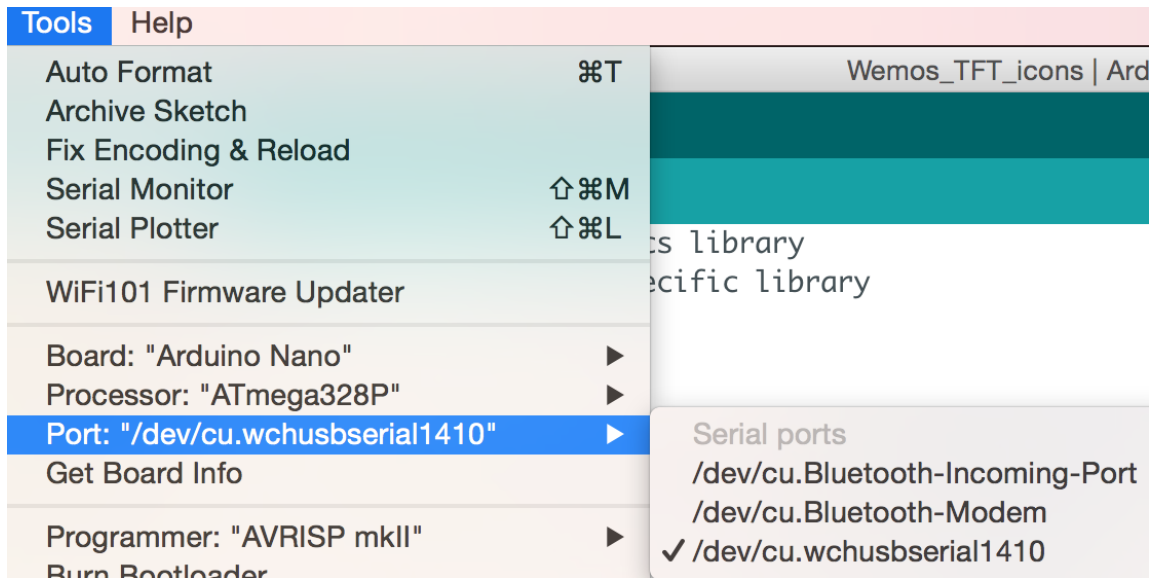 Tools Help
Wemos_TFT_icons | Ard
Auto Format ⌘T
Archive Sketch
Fix Encoding & Reload
Serial Monitor ⇧⌘M
Serial Plotter ⇧⌘L
cs library
ecific library
WiFi101 Firmware Updater
Board: "Arduino Nano" ▶
Processor: "ATmega328P" ▶
Port: "/dev/cu.wchusbserial1410" ▶
Get Board Info
Programmer: "AVRISP mkII" ▶
Burn Bootloader
Serial ports
/dev/cu.Bluetooth-Incoming-Port
/dev/cu.Bluetooth-Modem
✓ /dev/cu.wchusbserial1410